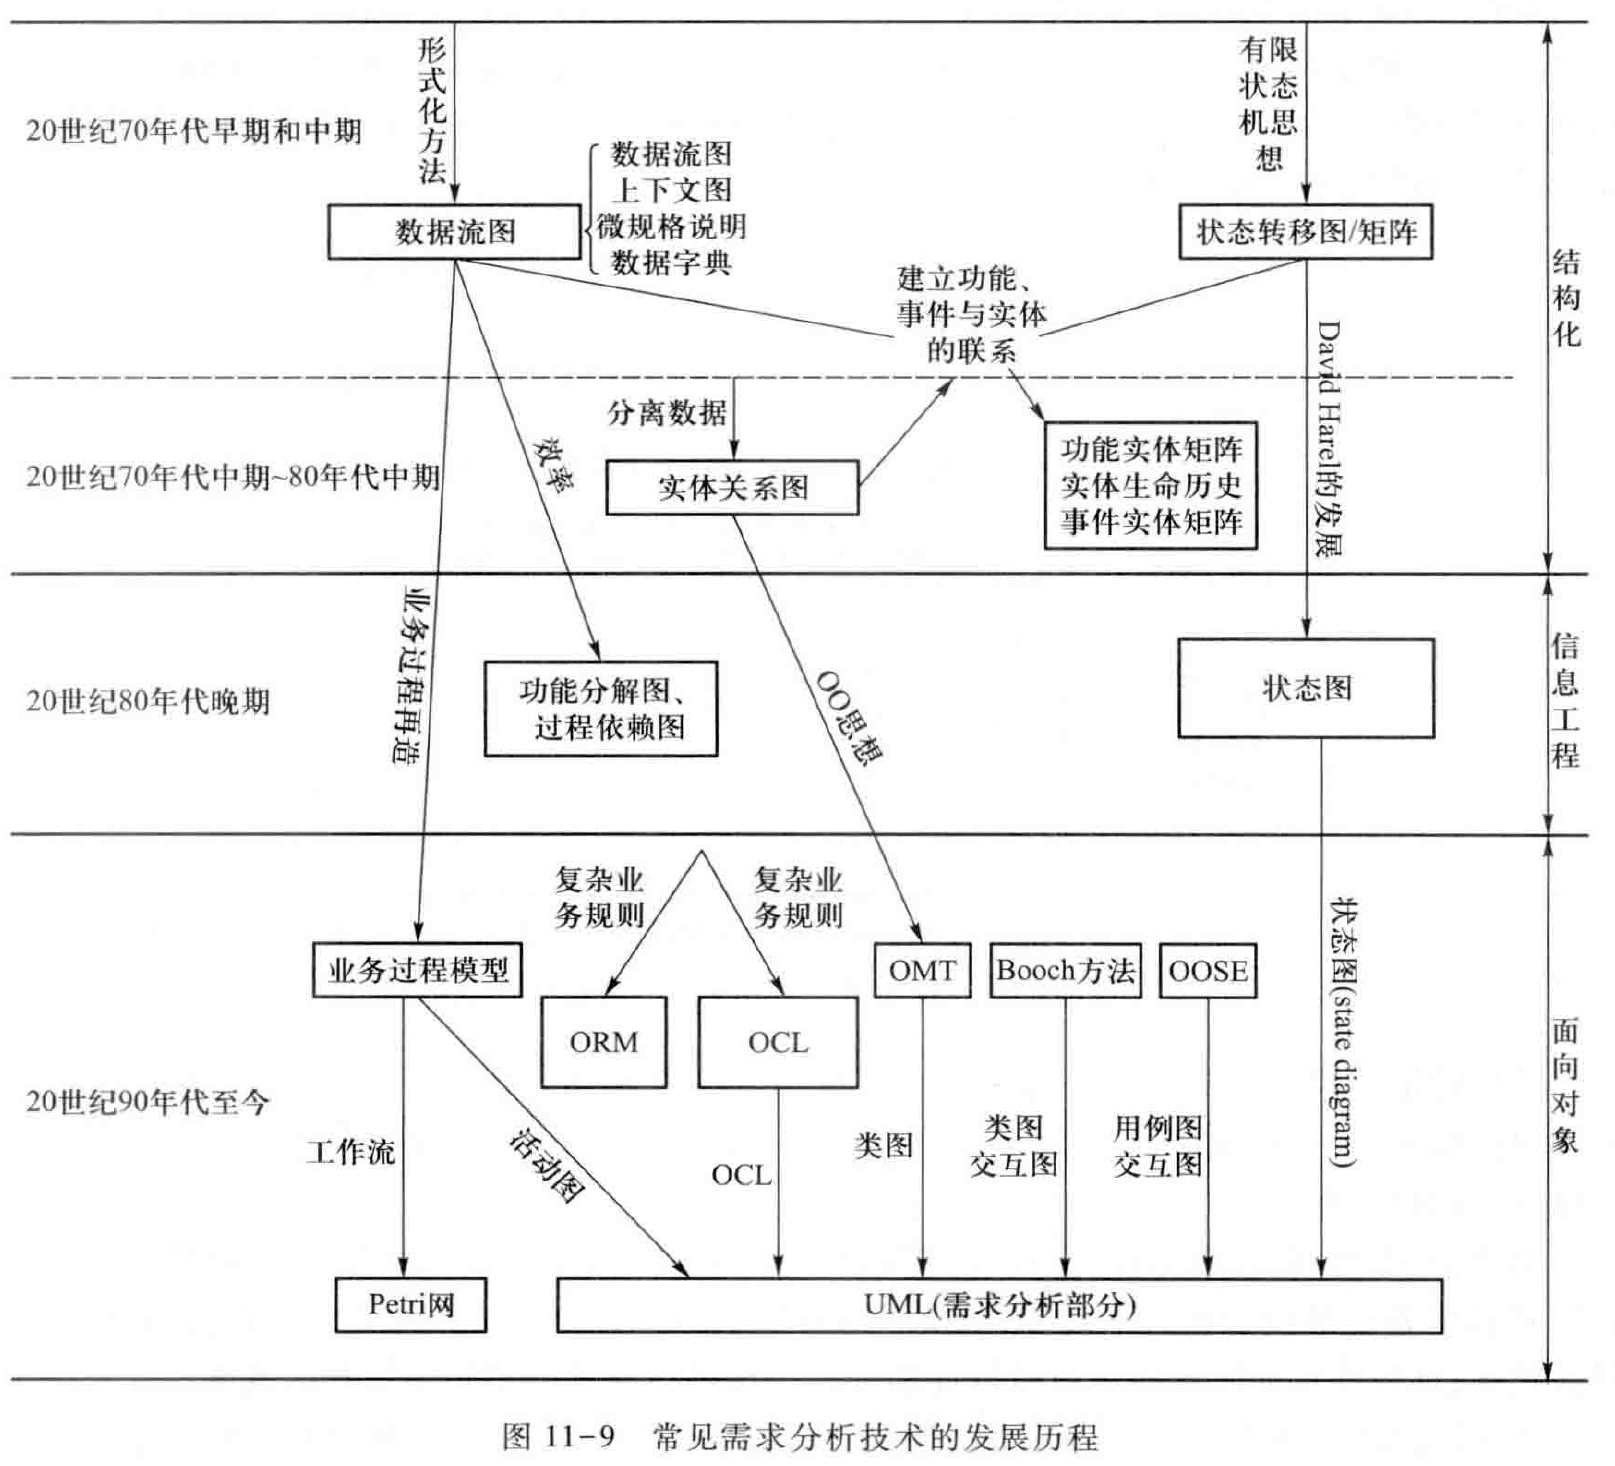 形式化方法
有限
状态
机思
想
20世纪70年代早期和中期
数据流图
上下文图
微规格说明
数据字典
数据流图
状态转移图/矩阵
结构化
建立功能、
事件与实体
的联系
David Harel的发展
分离数据
效率
20世纪70年代中期~80年代中期
实体关系图
功能实体矩阵
实体生命历史
事件实体矩阵
业务过程再造
信息工程
20世纪80年代晚期
功能分解图、
过程依赖图
OO思想
状态图
复杂业
务规则
复杂业
务规则
业务过程模型
OMT
Booch方法
OOSE
状态图(state diagram)
ORM
OCL
面向对象
20世纪90年代至今
工作流
活动图
OCL
类图
类图
交互图
用例图
交互图
Petri网
UML(需求分析部分)
图 11-9 常见需求分析技术的发展历程